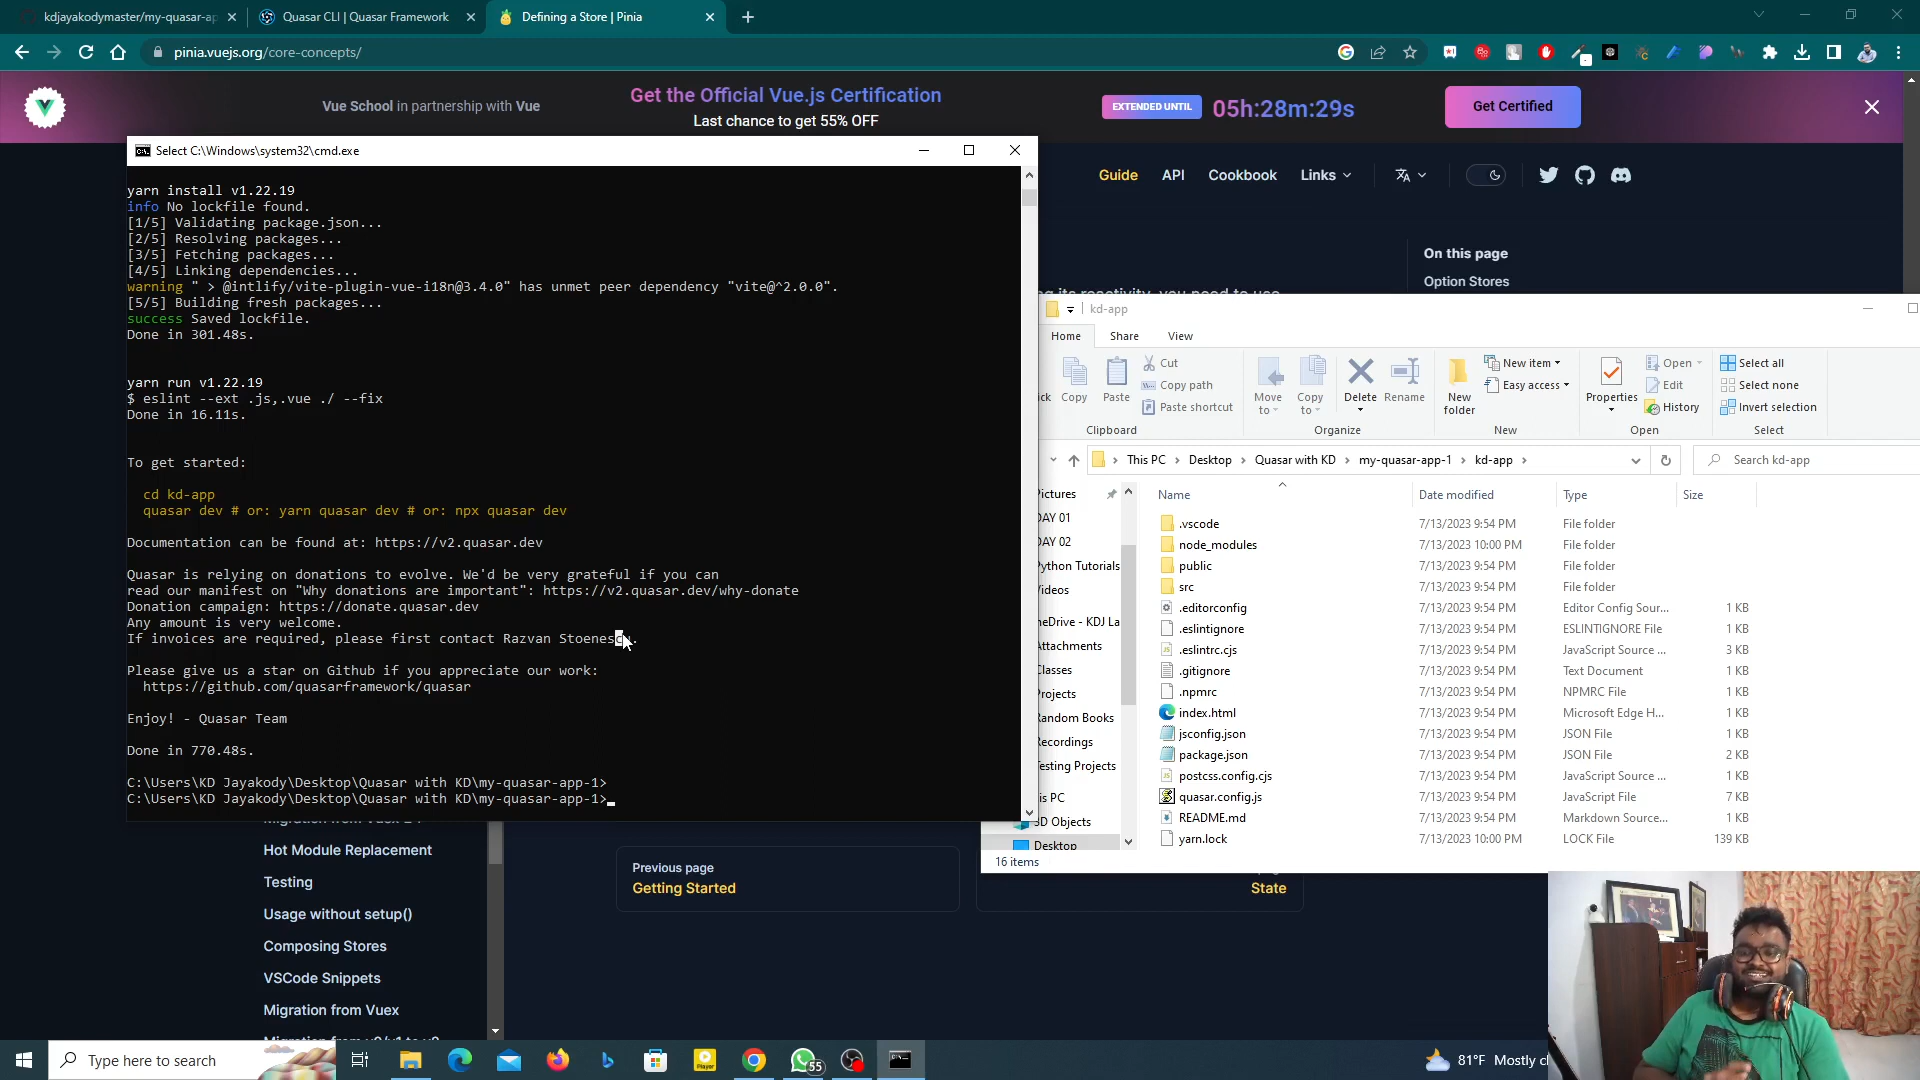 kdjayakodymaster/my-quasar-ap
Quasar CLI | Quasar Framework
Defining a Store | Pinia
pinia.vuejs.org/core-concepts/
Vue School in partnership with Vue
Get the Official Vue.js Certification
Last chance to get 55% OFF
EXTENDED UNTIL
05h:28m:29s
Get Certified
Guide
API
Cookbook
Links
On this page
Option Stores
Select C:\Windows\system32\cmd.exe
yarn install v1.22.19
info No lockfile found.
[1/5] Validating package.json...
[2/5] Resolving packages...
[3/5] Fetching packages...
[4/5] Linking dependencies...
warning " > @intlify/vite-plugin-vue-i18n@3.4.0" has unmet peer dependency "vite@^2.0.0".
[5/5] Building fresh packages...
success Saved lockfile.
Done in 301.48s.
yarn run v1.22.19
$ eslint --ext .js,.vue ./ --fix
Done in 16.11s.
To get started:
cd kd-app
quasar dev # or: yarn quasar dev # or: npx quasar dev
Documentation can be found at: https://v2.quasar.dev
Quasar is relying on donations to evolve. We'd be very grateful if you can
read our manifest on "Why donations are important": https://v2.quasar.dev/why-donate
Donation campaign: https://donate.quasar.dev
Any amount is very welcome.
If invoices are required, please first contact Razvan Stoenesc
Please give us a star on Github if you appreciate our work:
https://github.com/quasarframework/quasar
Enjoy! - Quasar Team
Done in 770.48s.
C:\Users\KD Jayakody\Desktop\Quasar with KD\my-quasar-app-1>
C:\Users\KD Jayakody\Desktop\Quasar with KD\my-quasar-app-1>
kd-app
Home
Share
View
Copy
Paste
Cut
Copy path
Paste shortcut
Clipboard
Move to
Copy to
Delete
Rename
Organize
New folder
New item
Easy access
New
Properties
Open
Edit
History
Open
Select all
Select none
Invert selection
Select
This PC
Desktop
Quasar with KD
my-quasar-app-1
kd-app
Search kd-app
Pictures
DAY 01
DAY 02
Python Tutorials
Videos
neDrive - KDJ La
Attachments
Classes
Projects
Random Books
Recordings
Testing Projects
is PC
3D Objects
Desktop
Name Date modified Type Size
.vscode 7/13/2023 9:54 PM File folder
node_modules 7/13/2023 10:00 PM File folder
public 7/13/2023 9:54 PM File folder
src 7/13/2023 9:54 PM File folder
.editorconfig 7/13/2023 9:54 PM Editor Config Sour... 1 KB
.eslintignore 7/13/2023 9:54 PM ESLINTIGNORE File 1 KB
.eslintrc.cjs 7/13/2023 9:54 PM JavaScript Source ... 3 KB
.gitignore 7/13/2023 9:54 PM Text Document 1 KB
.npmrc 7/13/2023 9:54 PM NPMRC File 1 KB
index.html 7/13/2023 9:54 PM Microsoft Edge H... 1 KB
jsconfig.json 7/13/2023 9:54 PM JSON File 1 KB
package.json 7/13/2023 9:54 PM JSON File 2 KB
postcss.config.cjs 7/13/2023 9:54 PM JavaScript Source ... 1 KB
quasar.config.js 7/13/2023 9:54 PM JavaScript File 7 KB
README.md 7/13/2023 9:54 PM Markdown Source... 1 KB
yarn.lock 7/13/2023 10:00 PM LOCK File 139 KB
16 items
Hot Module Replacement
Testing
Usage without setup()
Composing Stores
VSCode Snippets
Migration from Vuex
Previous page
Getting Started
State
Type here to search
Player
55
81°F Mostly cl